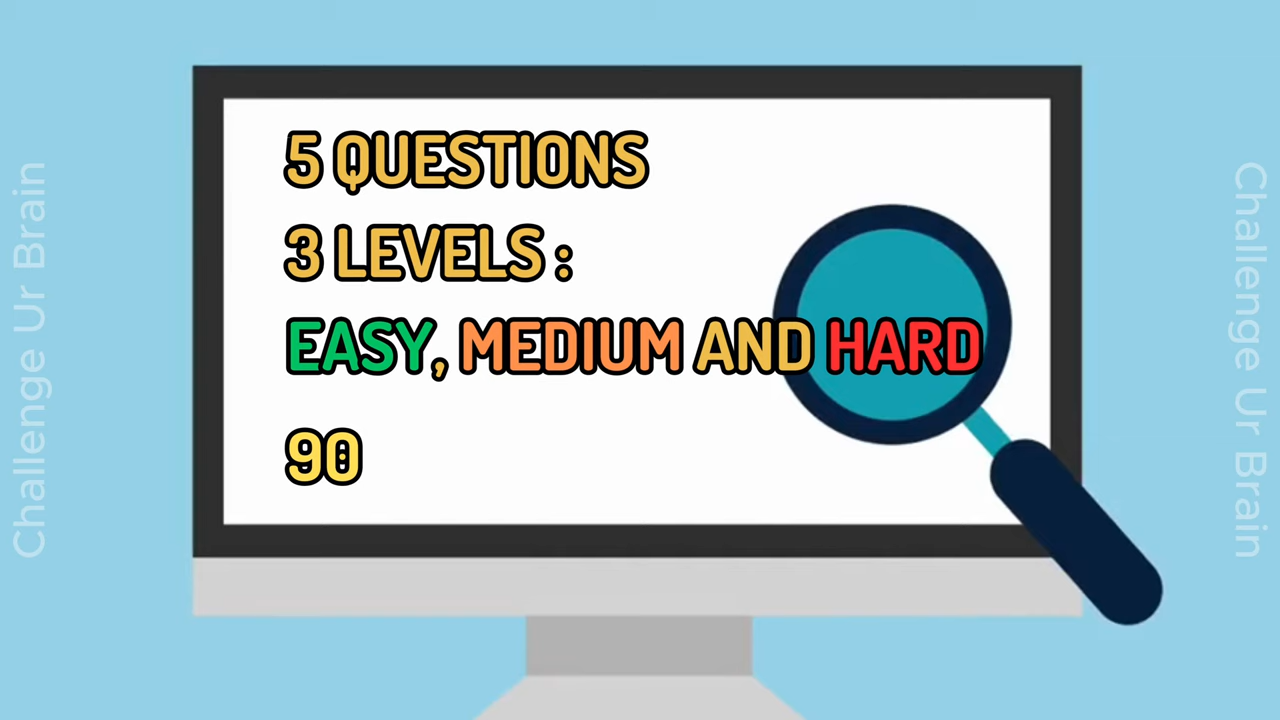 5 QUESTIONS
3 LEVELS :
EASY, MEDIUM AND HARD
90
Challenge Ur Brain
Challenge Ur Brain